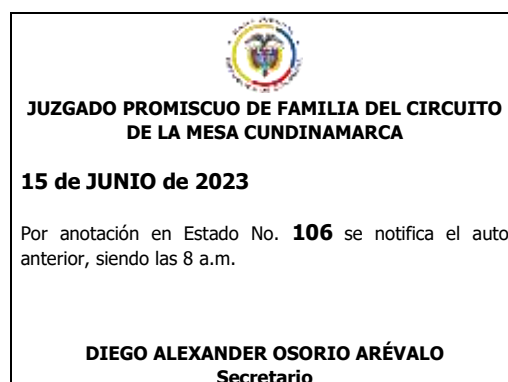 JUZGADO PROMISCUO DE FAMILIA DEL CIRCUITO
DE LA MESA CUNDINAMARCA
15 de JUNIO de 2023
Por anotación en Estado No. 106 se notifica el auto
anterior, siendo las 8 a.m.
DIEGO ALEXANDER OSORIO ARÉVALO
Secretario